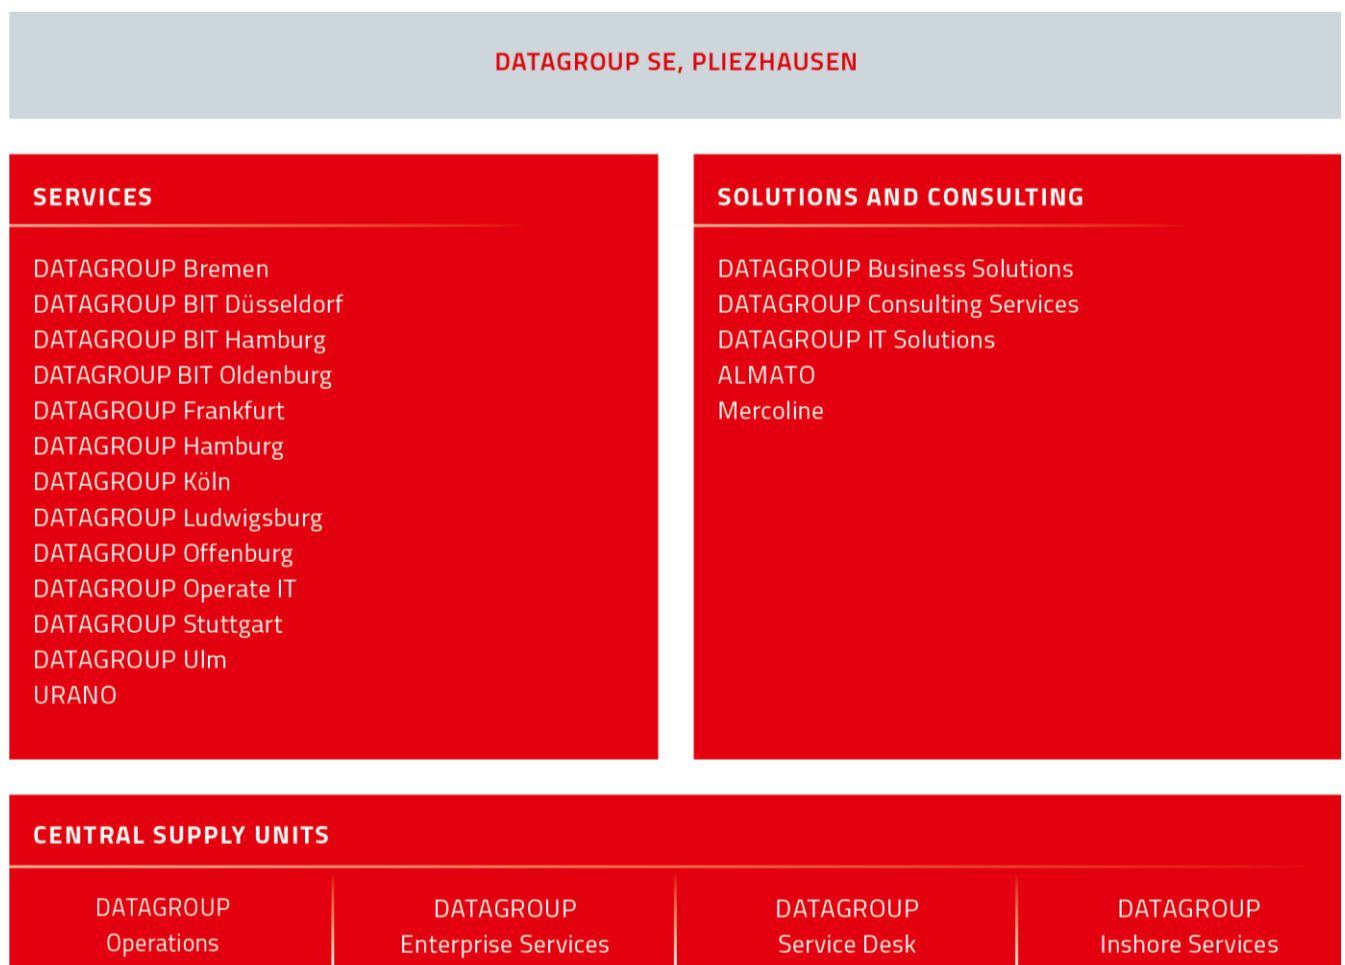 DATAGROUP SE, PLIEZHAUSEN
SERVICES
DATAGROUP Bremen
DATAGROUP BIT Düsseldorf
DATAGROUP BIT Hamburg
DATAGROUP BIT Oldenburg
DATAGROUP Frankfurt
DATAGROUP Hamburg
DATAGROUP Köln
DATAGROUP Ludwigsburg
DATAGROUP Offenburg
DATAGROUP Operate IT
DATAGROUP Stuttgart
DATAGROUP Ulm
URANO
SOLUTIONS AND CONSULTING
DATAGROUP Business Solutions
DATAGROUP Consulting Services
DATAGROUP IT Solutions
ALMATO
Mercoline
CENTRAL SUPPLY UNITS
DATAGROUP
Operations
DATAGROUP
Enterprise Services
DATAGROUP
Service Desk
DATAGROUP
Inshore Services